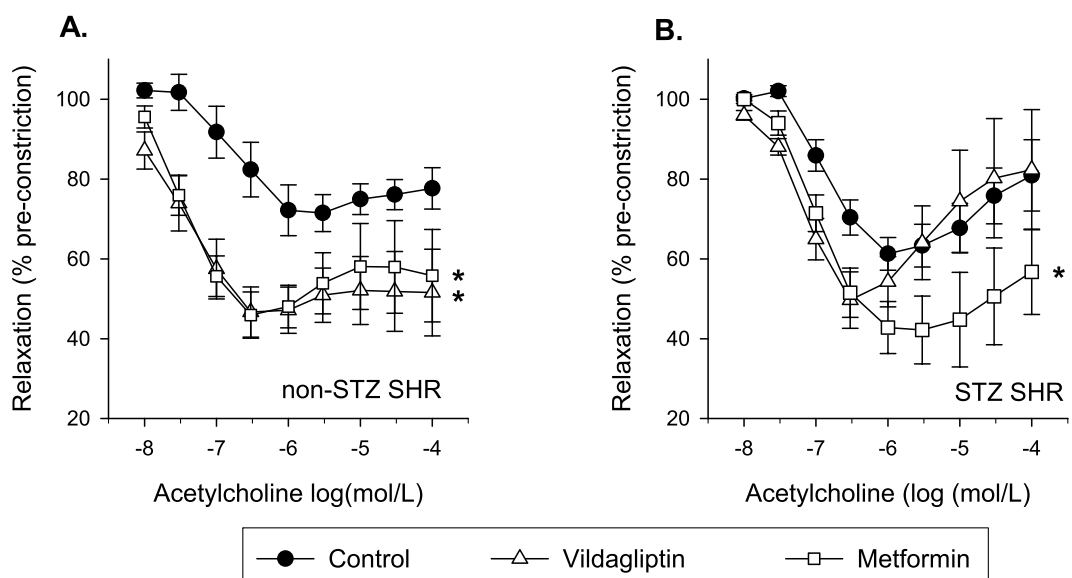 A.
Relaxation (% pre-constriction)
100
80
60
40
20
*
*
non-STZ SHR
-8 -7 -6 -5 -4
Acetylcholine log(mol/L)
B.
Relaxation (% pre-constriction)
100
80
60
40
20
*
STZ SHR
-8 -7 -6 -5 -4
Acetylcholine (log (mol/L)
Control Vildagliptin Metformin